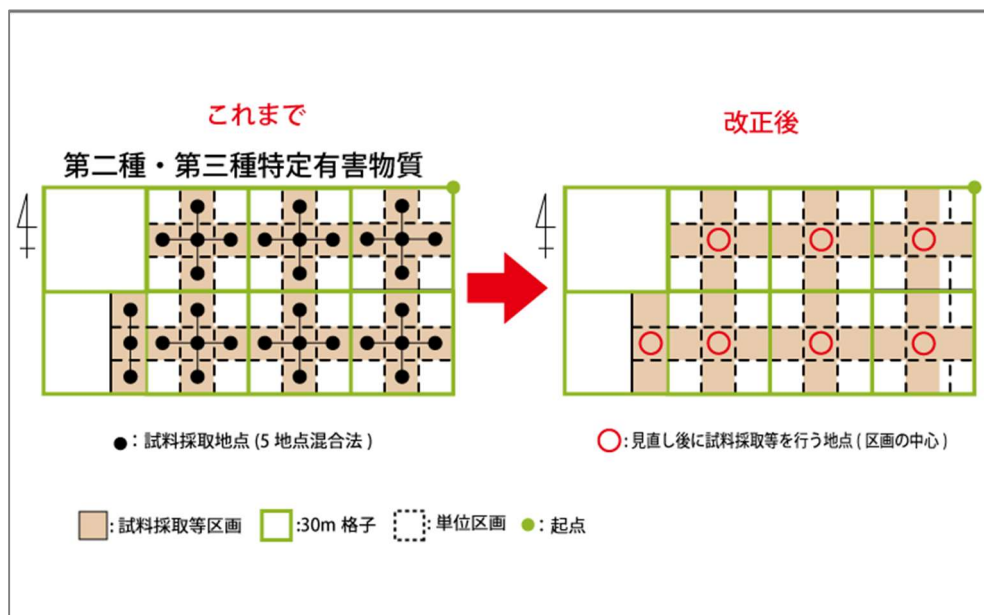 これまで
改正後
第二種・第三種特定有害物質
●：試料採取地点(5地点混合法)
○：見直し後に試料採取等を行う地点(区画の中心)
：試料採取等区画
：30m格子
：単位区画
●：起点